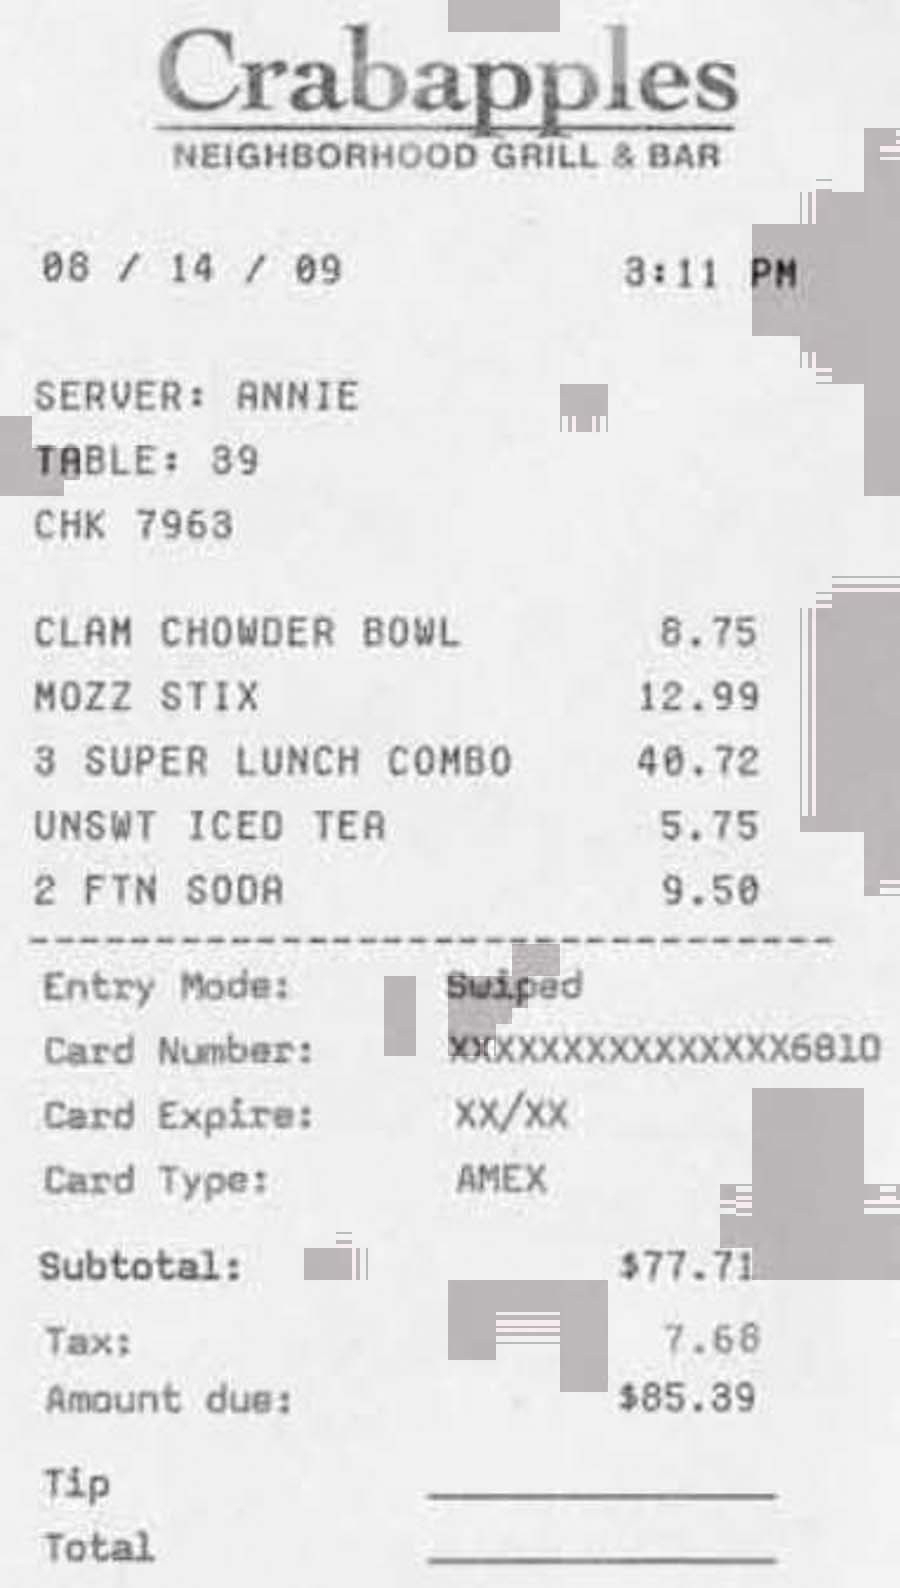 Crabapples
NEIGHBORHOOD GRILL & BAR
08 / 14 / 09 3:11 PM
SERVER: ANNIE
TABLE: 39
CHK 7963
CLAM CHOWDER BOWL 8.75
MOZZ STIX 12.99
3 SUPER LUNCH COMBO 40.72
UNSWT ICED TEA 5.75
2 FTN SODA 9.50
--------------------------------
Entry Mode: Swiped
Card Number: XXXXXXXXXXXXXXX6810
Card Expire: XX/XX
Card Type: AMEX
Subtotal: $77.71
Tax: 7.68
Amount due: $85.39
Tip
Total